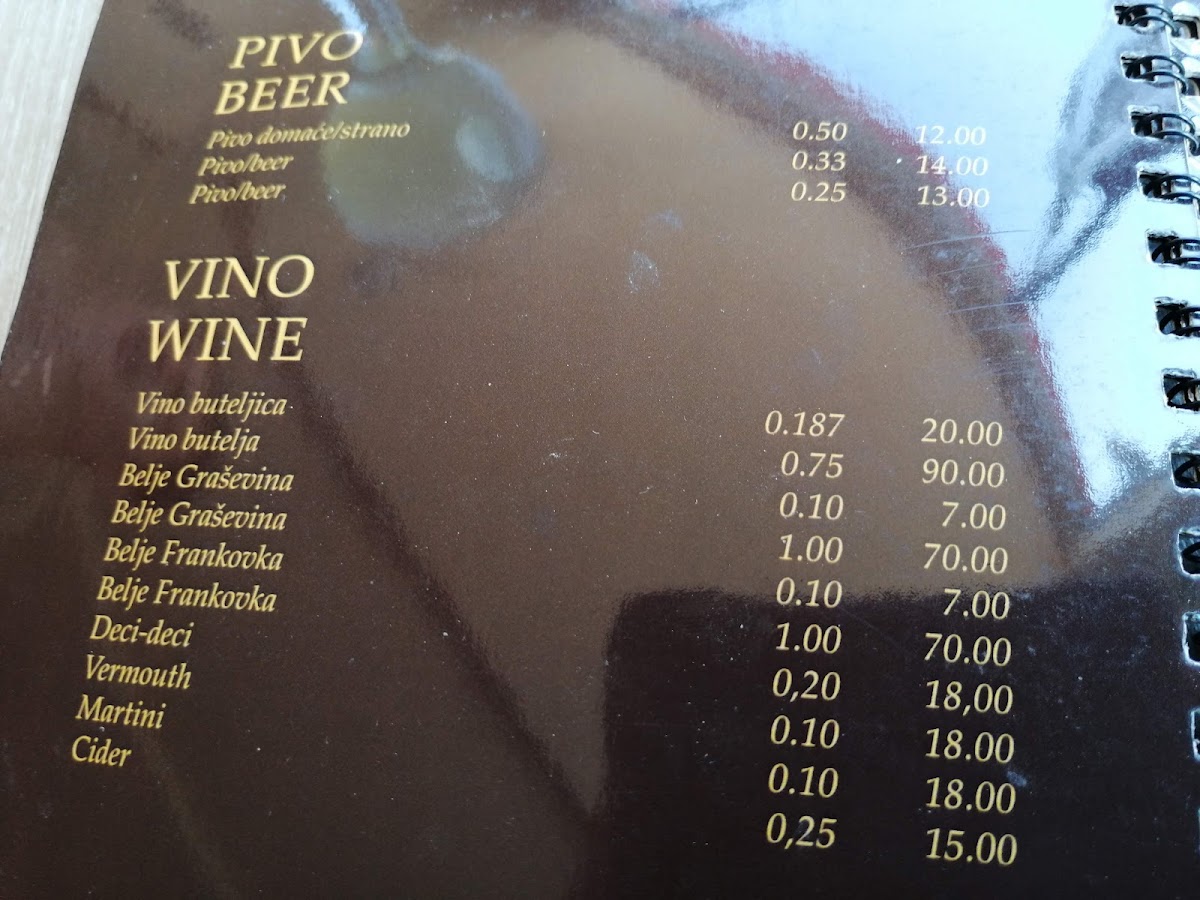 PIVO
BEER
Pivo domaće/strano 0.50 12.00
Pivo/beer 0.33 14.00
Pivo/beer 0.25 13.00
VINO
WINE
Vino buteljica 0.187 20.00
Vino butelja 0.75 90.00
Belje Graševina 0.10 7.00
Belje Graševina 1.00 70.00
Belje Frankovka 0.10 7.00
Belje Frankovka 1.00 70.00
Deci-deci 0,20 18,00
Vermouth 0.10 18.00
Martini 0.10 18.00
Cider 0,25 15.00